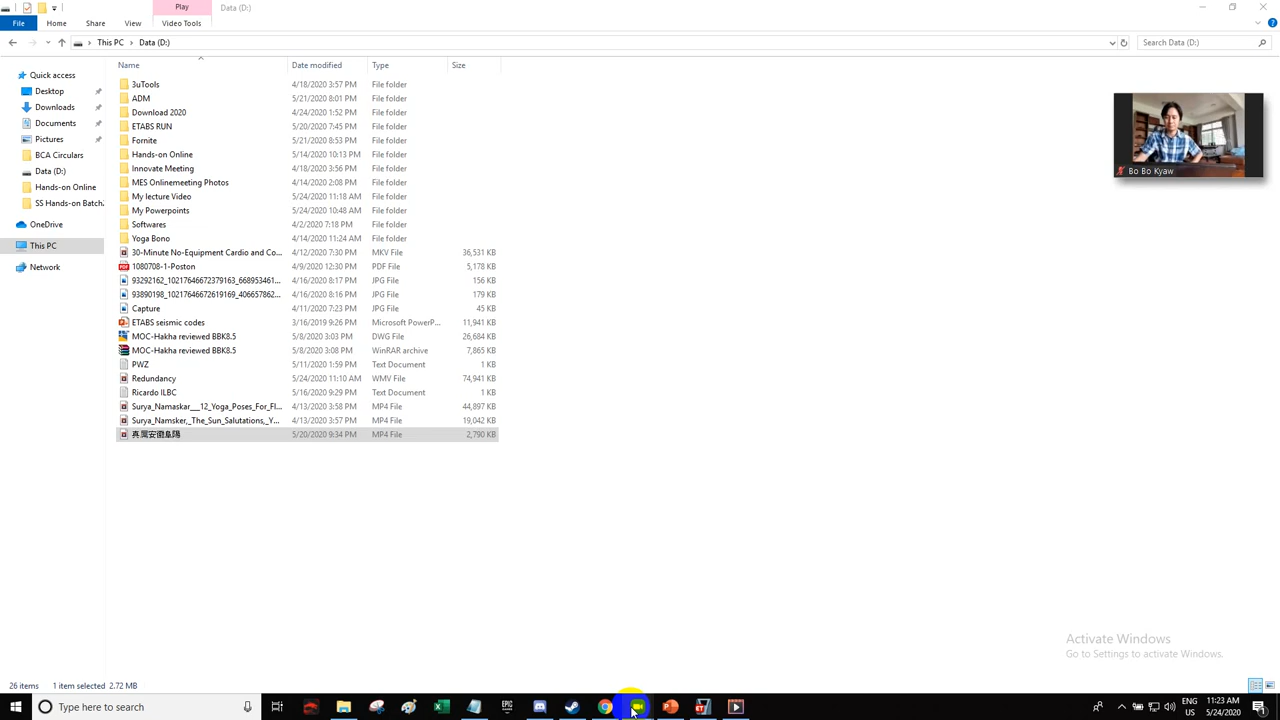 Play
Data (D:)
File
Home
Share
View
Video Tools
This PC
Data (D:)
Search Data (D:)
Name
Date modified
Type
Size
Quick access
Desktop
Downloads
Documents
Pictures
BCA Circulars
Data (D:)
Hands-on Online
SS Hands-on Batch.
OneDrive
This PC
Network
3uTools 4/18/2020 3:57 PM File folder
ADM 5/21/2020 8:01 PM File folder
Download 2020 4/24/2020 1:52 PM File folder
ETABS RUN 5/20/2020 7:45 PM File folder
Fornite 5/21/2020 8:53 PM File folder
Hands-on Online 5/14/2020 10:13 PM File folder
Innovate Meeting 4/18/2020 3:56 PM File folder
MES Onlinemeeting Photos 4/14/2020 2:08 PM File folder
My lecture Video 5/24/2020 11:18 AM File folder
My Powerpoints 5/24/2020 10:48 AM File folder
Softwares 4/2/2020 7:18 PM File folder
Yoga Bono 4/14/2020 11:24 AM File folder
30-Minute No-Equipment Cardio and Co... 4/12/2020 7:30 PM MKV File 36,531 KB
1080708-1-Poston 4/9/2020 12:30 PM PDF File 5,178 KB
93292162_10217646672379163_668953461... 4/16/2020 8:17 PM JPG File 156 KB
93890198_10217646672619169_406657862... 4/16/2020 8:16 PM JPG File 179 KB
Capture 4/11/2020 7:23 PM JPG File 45 KB
ETABS seismic codes 3/16/2019 9:26 PM Microsoft PowerP... 11,941 KB
MOC-Hakha reviewed BBK8.5 5/8/2020 3:03 PM DWG File 26,684 KB
MOC-Hakha reviewed BBK8.5 5/8/2020 3:08 PM WinRAR archive 7,865 KB
PWZ 5/11/2020 1:59 PM Text Document 1 KB
Redundancy 5/24/2020 11:10 AM WMV File 74,941 KB
Ricardo ILBC 5/16/2020 9:29 PM Text Document 1 KB
Surya_Namaskar___12_Yoga_Poses_For_Fl... 4/13/2020 3:58 PM MP4 File 44,897 KB
Surya_Namsker,_The_Sun_Salutations,_Y... 4/13/2020 3:57 PM MP4 File 19,042 KB
5/20/2020 9:34 PM MP4 File 2,790 KB
Bo Bo Kyaw
Activate Windows
Go to Settings to activate Windows.
26 items 1 item selected 2.72 MB
Type here to search
ENG
US
11:23 AM
5/24/2020